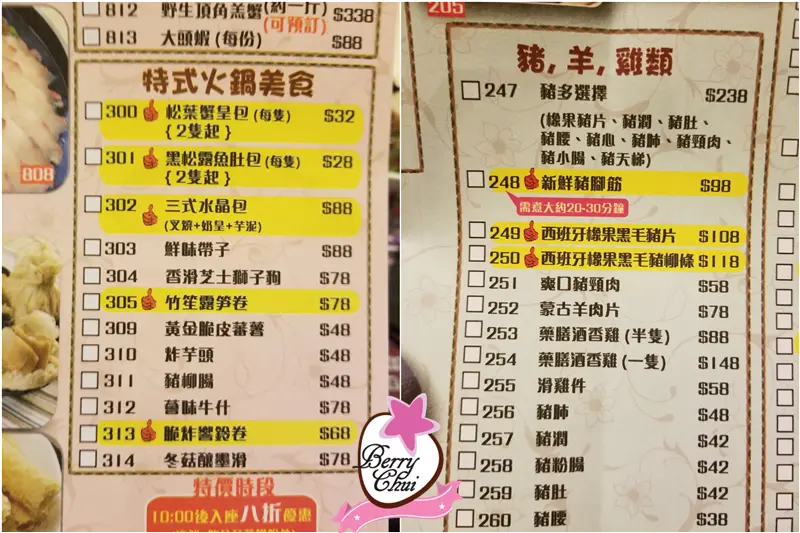 812 野生頂角羔蟹(約一斤) $338
(可預訂)
813 大頭蝦(每份) $88
特式火鍋美食
300 松葉蟹皇包(每隻) $32
{2隻起}
301 黑松露魚肚包(每隻) $28
{2隻起}
302 三式水晶包 $88
(叉燒+奶皇+芋泥)
303 鮮味帶子 $88
304 香滑芝士獅子狗 $78
305 竹笙露笋卷 $78
309 黃金脆皮蕃薯 $48
310 炸芋頭 $48
311 豬柳腸 $48
312 薈味牛什 $78
313 脆炸響鈴卷 $68
314 冬菇釀墨滑 $78
特價時段
10:00後入座八折優惠
808
205
豬,羊,雞類
247 豬多選擇 $238
(橡果豬片、豬潤、豬肚、
豬腰、豬心、豬肺、豬頸肉、
豬小腸、豬天梯)
248 新鮮豬腳筋 $98
需煮大約20-30分鐘
249 西班牙橡果黑毛豬片 $108
250 西班牙橡果黑毛豬柳條 $118
251 爽口豬頸肉 $58
252 蒙古羊肉片 $78
253 藥膳酒香雞(半隻) $88
254 藥膳酒香雞(一隻) $148
255 滑雞件 $58
256 豬肺 $48
257 豬潤 $42
258 豬粉腸 $42
259 豬肚 $42
260 豬腰 $38
Berry
Chui